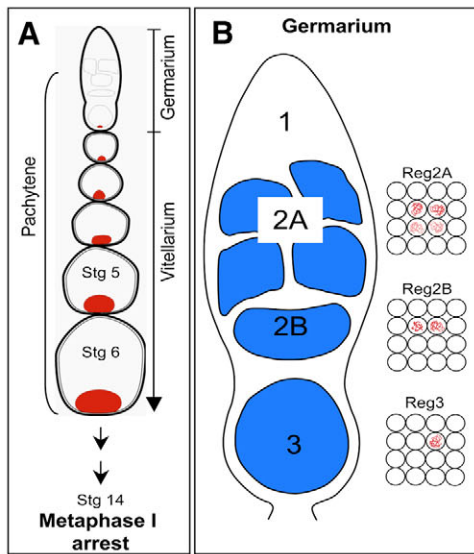 A
Germarium
Pachytene
Vitellarium
Stg 5
Stg 6
Stg 14
Metaphase I
arrest
B
Germarium
1
2A
2B
3
Reg2A
Reg2B
Reg3